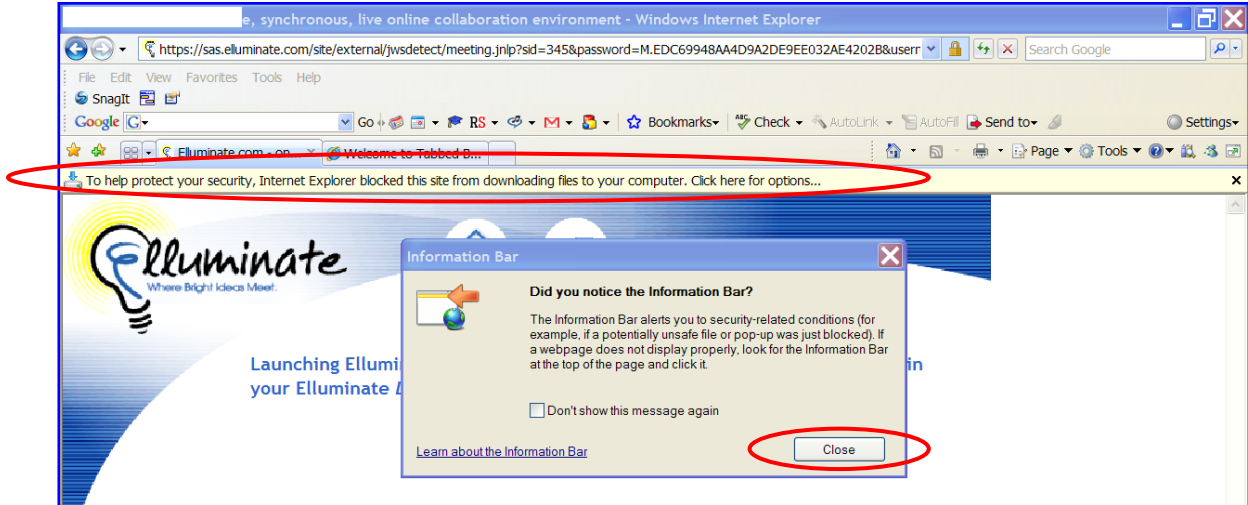 e, synchronous, live online collaboration environment - Windows Internet Explorer
https://sas.elluminate.com/site/external/jwsdetect/meeting.jnlp?sid=345&password=M.EDC69948AA4D9A2DE9EE032AE4202B&userr
Search Google
File Edit View Favorites Tools Help
SnagIt
Google G Go RS Bookmarks Check AutoLink AutoFill Send to Settings
Elluminate.com - on Welcome to Tabbed B... Page Tools
To help protect your security, Internet Explorer blocked this site from downloading files to your computer. Click here for options...
Elluminate
Where Bright Ideas Meet.
Information Bar
Did you notice the Information Bar?
The Information Bar alerts you to security-related conditions (for
example, if a potentially unsafe file or pop-up was just blocked). If
a webpage does not display properly, look for the Information Bar
at the top of the page and click it.
Launching Ellumi in
your Elluminate
Don't show this message again
Learn about the Information Bar
Close